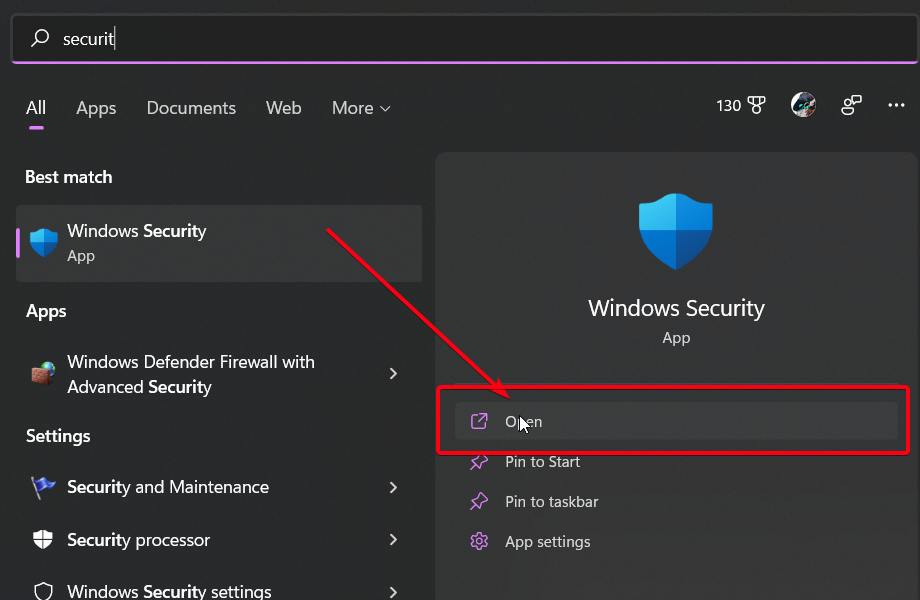 securit
All Apps Documents Web More 130 ...
Best match
Windows Security
App
Apps
Windows Defender Firewall with
Advanced Security
Settings
Security and Maintenance
Security processor
Windows Security settings
Windows Security
App
Open
Pin to Start
Pin to taskbar
App settings